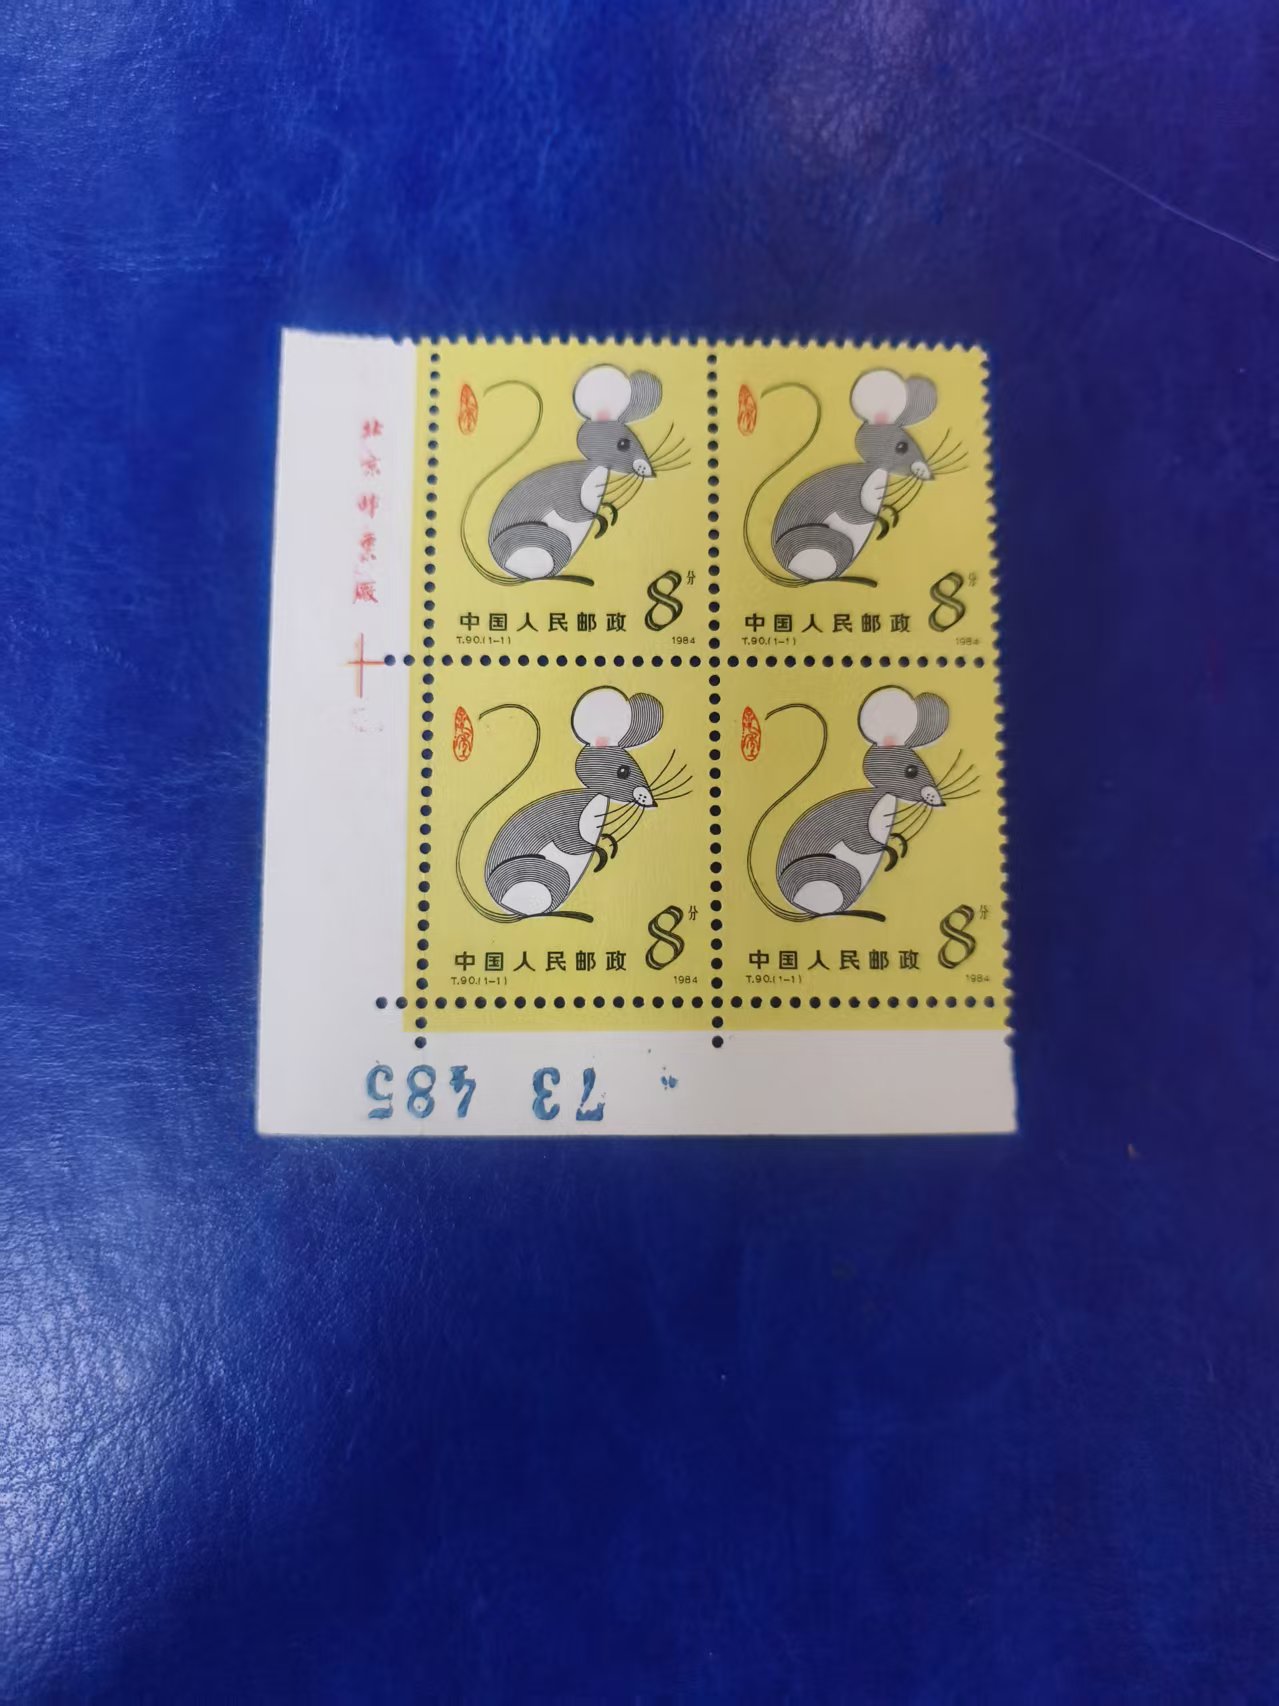 北京邮票厂
8分
中国人民邮政
T.90.(1-1)
1984
8分
中国人民邮政
T.90.(1-1)
1984
8分
中国人民邮政
T.90.(1-1)
1984
8分
中国人民邮政
T.90.(1-1)
1984
73 485